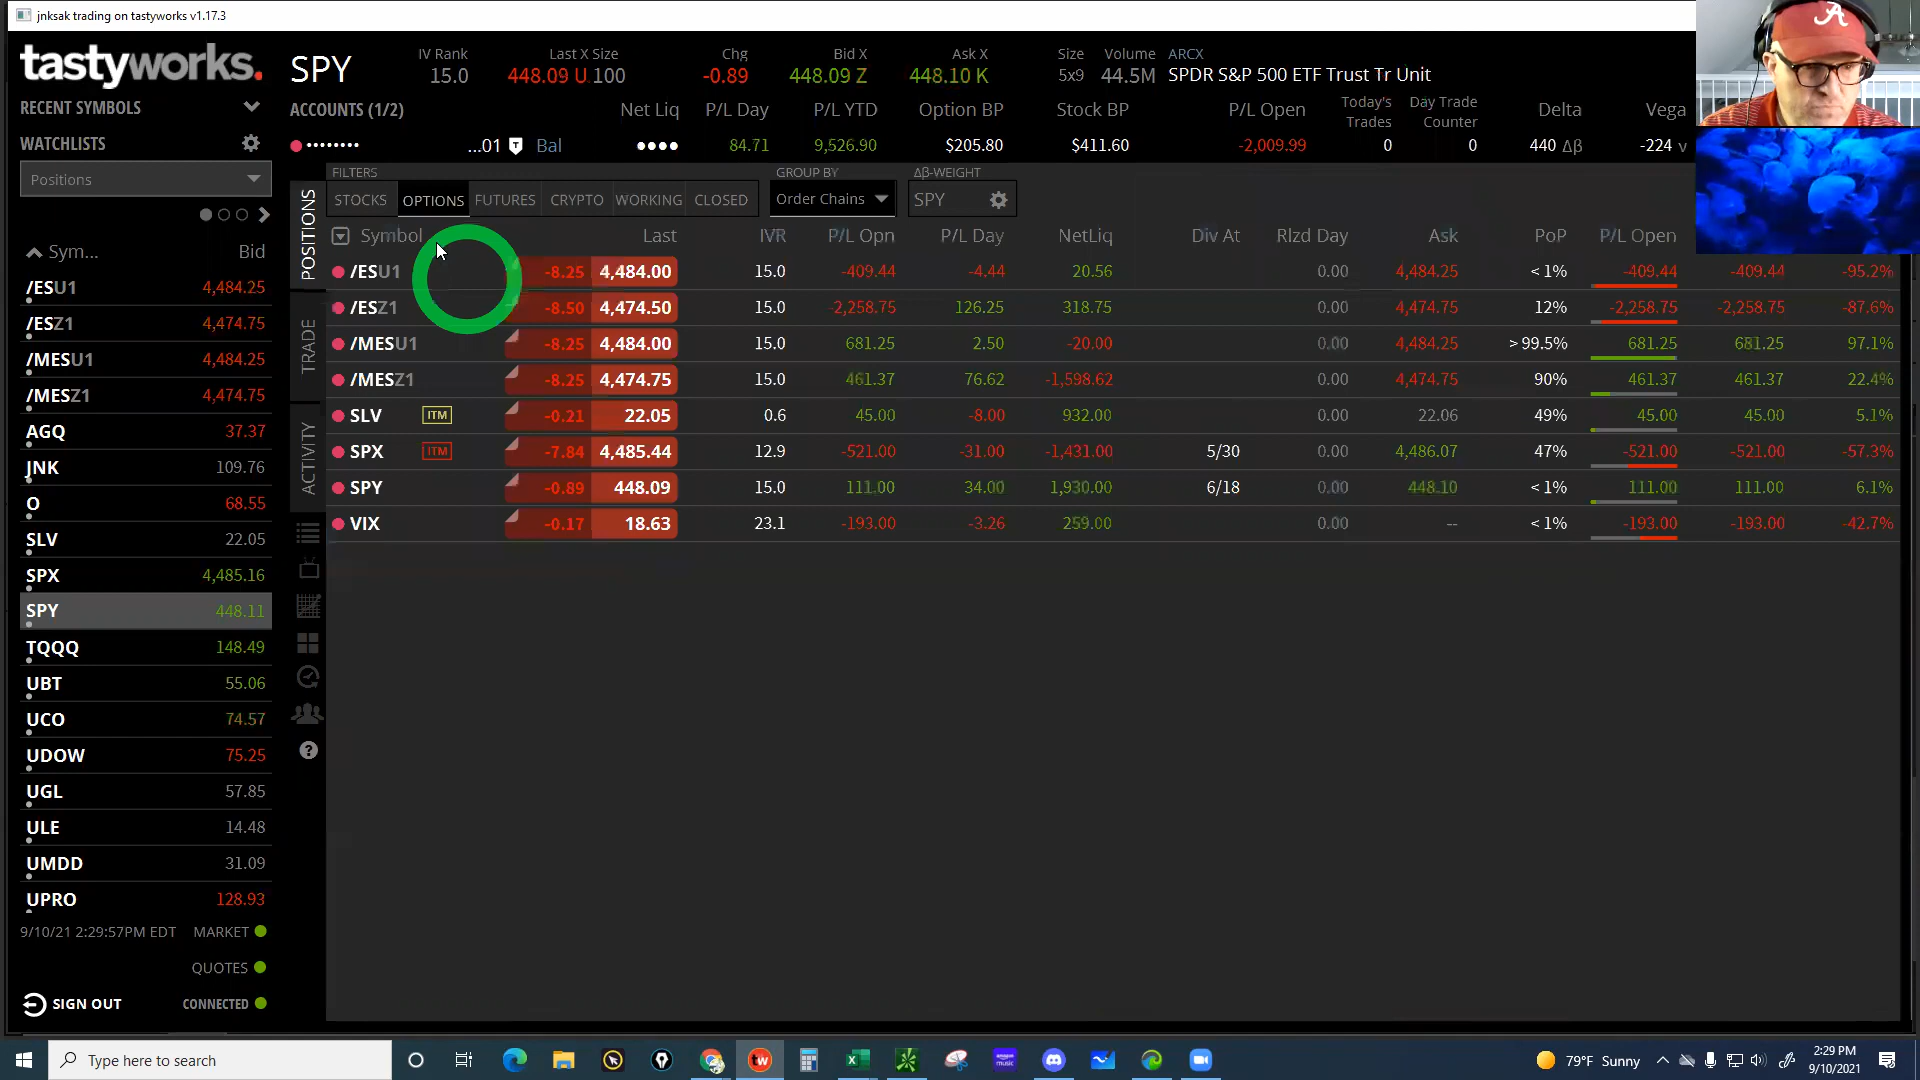 jnksak trading on tastyworks v1.17.3
tastyworks.
SPY
IV Rank Last X Size Chg Bid X Ask X Size Volume ARCX
15.0 448.09 U 100 -0.89 448.09 Z 448.10 K 5x9 44.5M SPDR S&P 500 ETF Trust Tr Unit
RECENT SYMBOLS
ACCOUNTS (1/2) Net Liq P/L Day P/L YTD Option BP Stock BP P/L Open Today's Trades Day Trade Counter Delta Vega
•••••••• ...01 T Bal •••• 84.71 9,526.90 $205.80 $411.60 -2,009.99 0 0 440 Δβ -224 v
WATCHLISTS
Positions
Sym... Bid
/ESU1 4,484.25
/ESZ1 4,474.75
/MESU1 4,484.25
/MESZ1 4,474.75
AGQ 37.37
JNK 109.76
O 68.55
SLV 22.05
SPX 4,485.16
SPY 448.11
TQQQ 148.49
UBT 55.06
UCO 74.57
UDOW 75.25
UGL 57.85
ULE 14.48
UMDD 31.09
UPRO 128.93
9/10/21 2:29:57PM EDT MARKET
QUOTES
SIGN OUT CONNECTED
POSITIONS
TRADE
ACTIVITY
FILTERS GROUP BY Δβ-WEIGHT
STOCKS OPTIONS FUTURES CRYPTO WORKING CLOSED Order Chains SPY
Symbol Last IVR P/L Opn P/L Day NetLiq Div At Rlzd Day Ask PoP P/L Open
/ESU1 -8.25 4,484.00 15.0 -409.44 -4.44 20.56 0.00 4,484.25 < 1% -409.44 -409.44 -95.2%
/ESZ1 -8.50 4,474.50 15.0 -2,258.75 126.25 318.75 0.00 4,474.75 12% -2,258.75 -2,258.75 -87.6%
/MESU1 -8.25 4,484.00 15.0 681.25 2.50 -20.00 0.00 4,484.25 > 99.5% 681.25 681.25 97.1%
/MESZ1 -8.25 4,474.75 15.0 461.37 76.62 -1,598.62 0.00 4,474.75 90% 461.37 461.37 22.4%
SLV ITM -0.21 22.05 0.6 45.00 -8.00 932.00 0.00 22.06 49% 45.00 45.00 5.1%
SPX ITM -7.84 4,485.44 12.9 -521.00 -31.00 -1,431.00 5/30 0.00 4,486.07 47% -521.00 -521.00 -57.3%
SPY -0.89 448.09 15.0 111.00 34.00 1,930.00 6/18 0.00 448.10 < 1% 111.00 111.00 6.1%
VIX -0.17 18.63 23.1 -193.00 -3.26 259.00 0.00 -- < 1% -193.00 -193.00 -42.7%
Type here to search
79°F Sunny
2:29 PM
9/10/2021